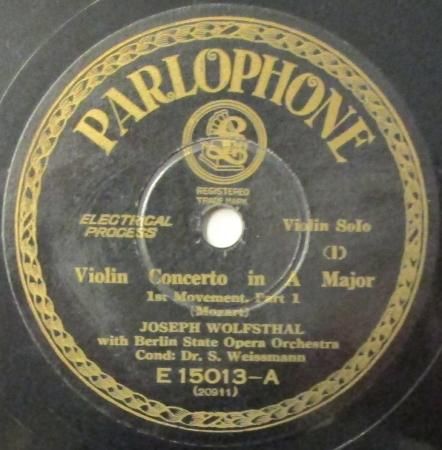 PARLOPHONE
REGISTERED
TRADE MARK
ELECTRICAL
PROCESS
Violin Solo
(1)
Violin Concerto in A Major
1st Movement. Part 1
(Mozart)
JOSEPH WOLFSTHAL
with Berlin State Opera Orchestra
Cond: Dr. S. Weissmann
E 15013-A
(20911)